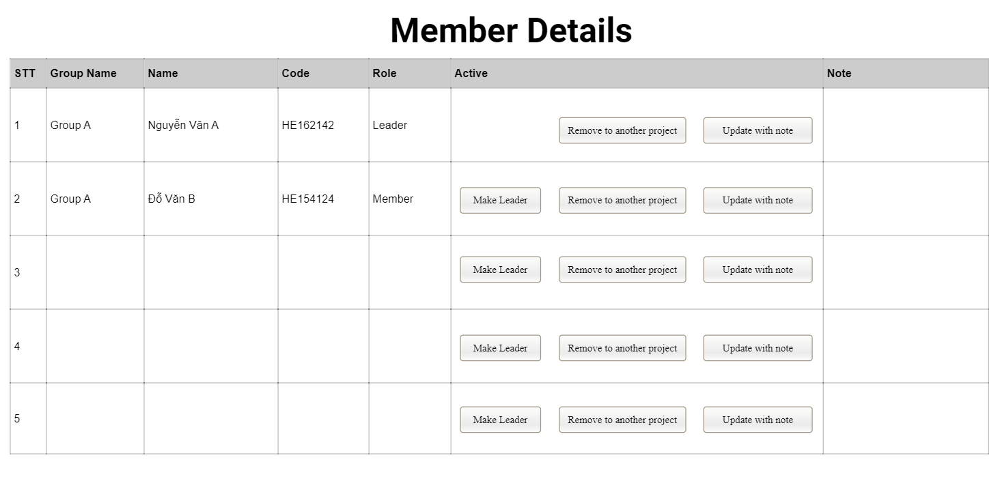 Member Details
STT Group Name Name Code Role Active Note
1 Group A Nguyễn Văn A HE162142 Leader Remove to another project Update with note
2 Group A Đỗ Văn B HE154124 Member Make Leader Remove to another project Update with note
3 Make Leader Remove to another project Update with note
4 Make Leader Remove to another project Update with note
5 Make Leader Remove to another project Update with note